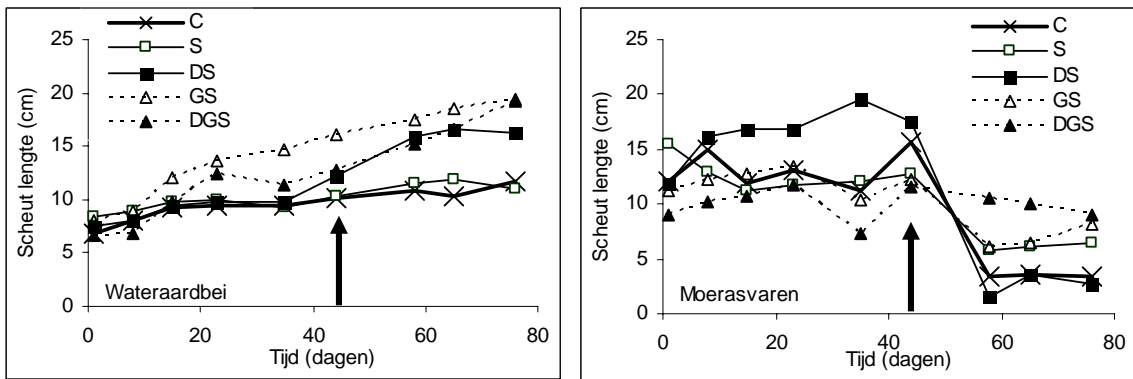 Scheut lengte (cm)
25
20
15
10
5
0
C
S
DS
GS
DGS
Wateraardbei
0
20
40
60
80
Tijd (dagen)
Scheut lengte (cm)
25
20
15
10
5
0
C
S
DS
GS
DGS
Moerasvaren
0
20
40
60
80
Tijd (dagen)